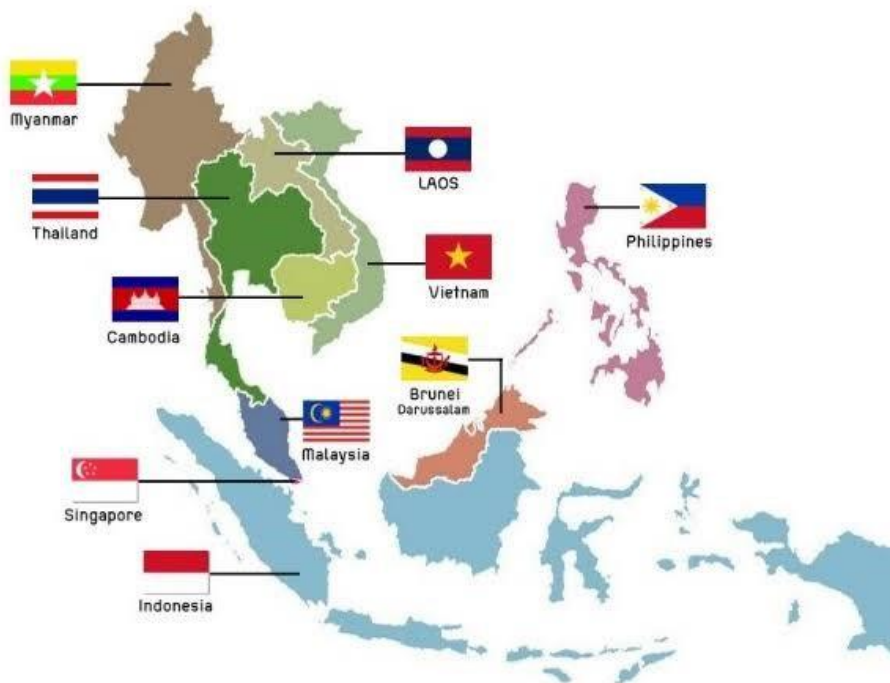 Myanmar
LAOS
Thailand
Philippines
Vietnam
Cambodia
Brunei
Darussalam
Malaysia
Singapore
Indonesia